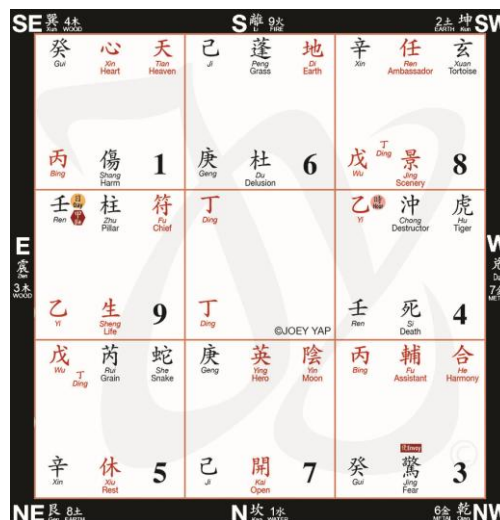 SE 巽 4木 S 離 9火 2土 坤 SW
Xun WOOD Li FIRE EARTH Kun
癸 心 天 己 蓬 地 辛 任 玄
Gui Xin Tian Ji Peng Di Xin Ren Xuan
Heart Heaven Grass Earth Ambassador Tortoise
丙 傷 1 庚 杜 6 戊 丁 景 8
Bing Shang Geng Du Wu Ding Jing
Harm Delusion Scenery
壬 柱 符 丁 乙 時 沖 虎
Ren Day Zhu Fu Ding Yi Hour Chong Hu
Pillar Chief Destructor Tiger
E W
震
3木 7金
WOOD METAL
乙 生 9 丁 壬 死 4
Yi Sheng Ding Ren Si
Life ©JOEY YAP Death
戊 丁 芮 蛇 庚 英 陰 丙 輔 合
Wu Ding Rui She Geng Ying Yin Bing Fu He
Grain Snake Hero Moon Assistant Harmony
辛 休 5 己 開 7 癸 驚 3
Xin Xiu Ji Kai Gui Jing
Rest Open Fear
NE 艮 8土 N 坎 1水 6金 乾 NW
EARTH WATER METAL